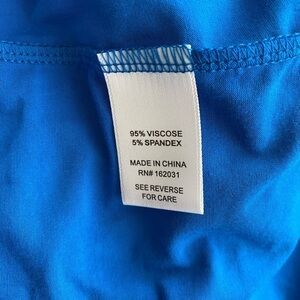 95% VISCOSE
5% SPANDEX
MADE IN CHINA
RN# 162031
SEE REVERSE
FOR CARE